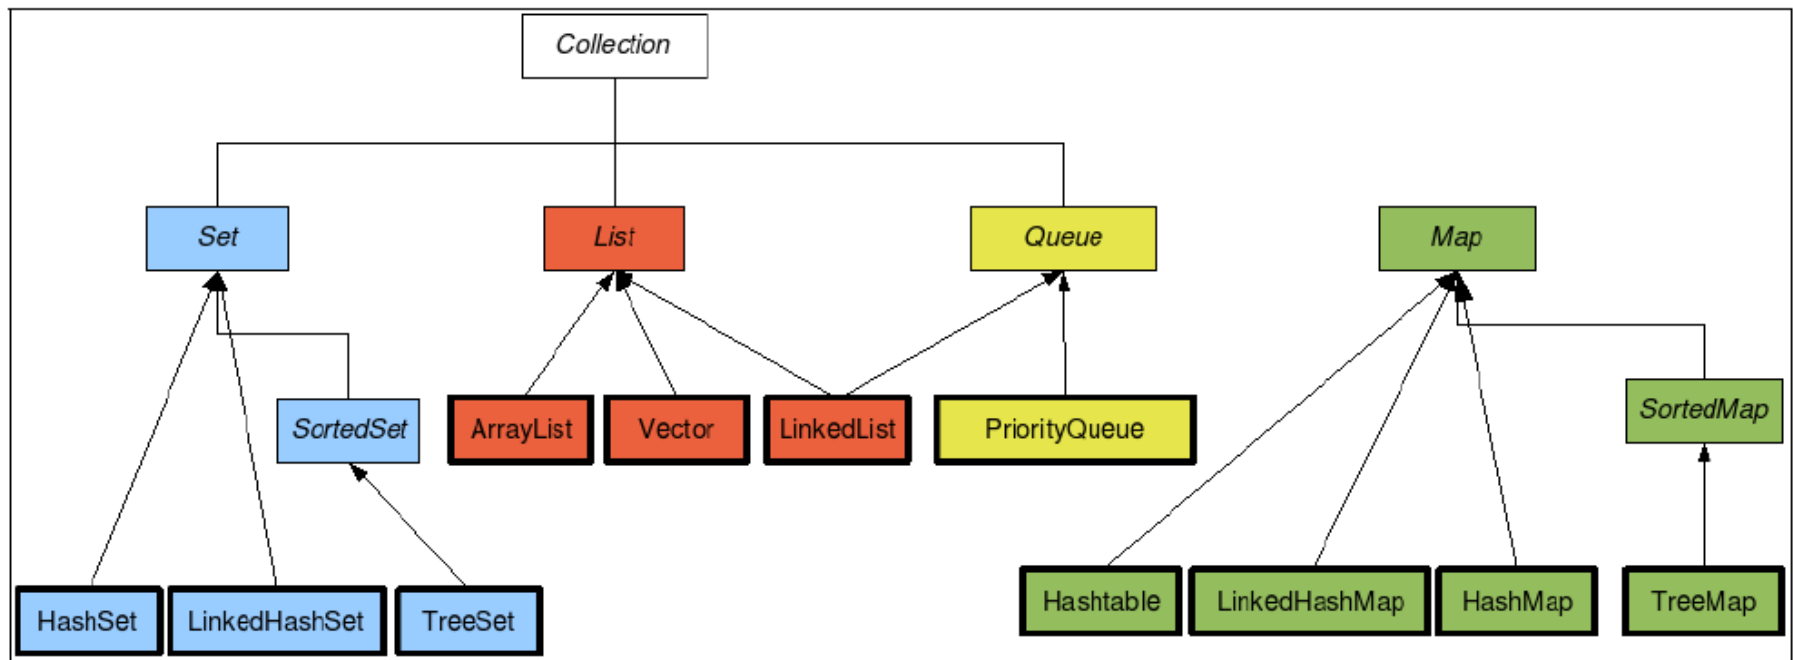 Collection
Set
List
Queue
Map
SortedSet
ArrayList
Vector
LinkedList
PriorityQueue
SortedMap
HashSet
LinkedHashSet
TreeSet
Hashtable
LinkedHashMap
HashMap
TreeMap